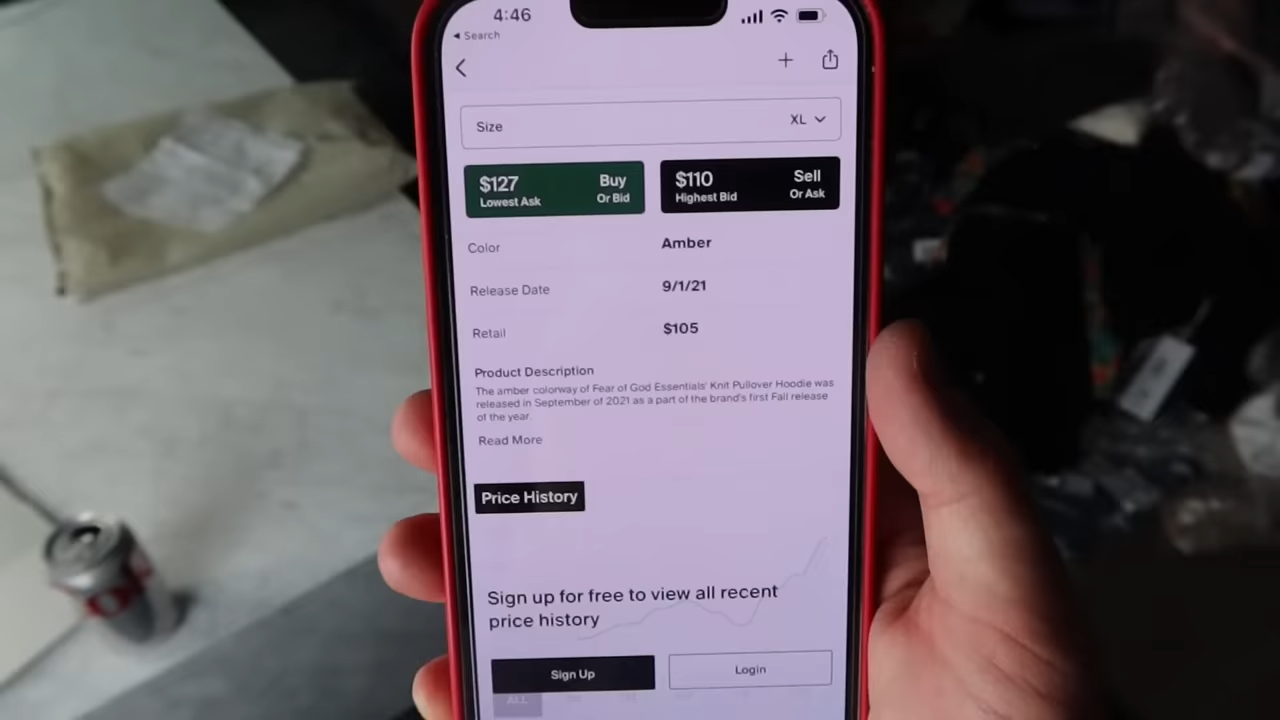 4:46
Search
Size
XL
$127
Buy
Lowest Ask
Or Bid
$110
Sell
Highest Bid
Or Ask
Color
Amber
Release Date
9/1/21
Retail
$105
Product Description
The amber colorway of Fear of God Essentials' Knit Pullover Hoodie was
released in September of 2021 as a part of the brand's first Fall release
of the year.
Read More
Price History
Sign up for free to view all recent
price history
Sign Up
Login
ALL